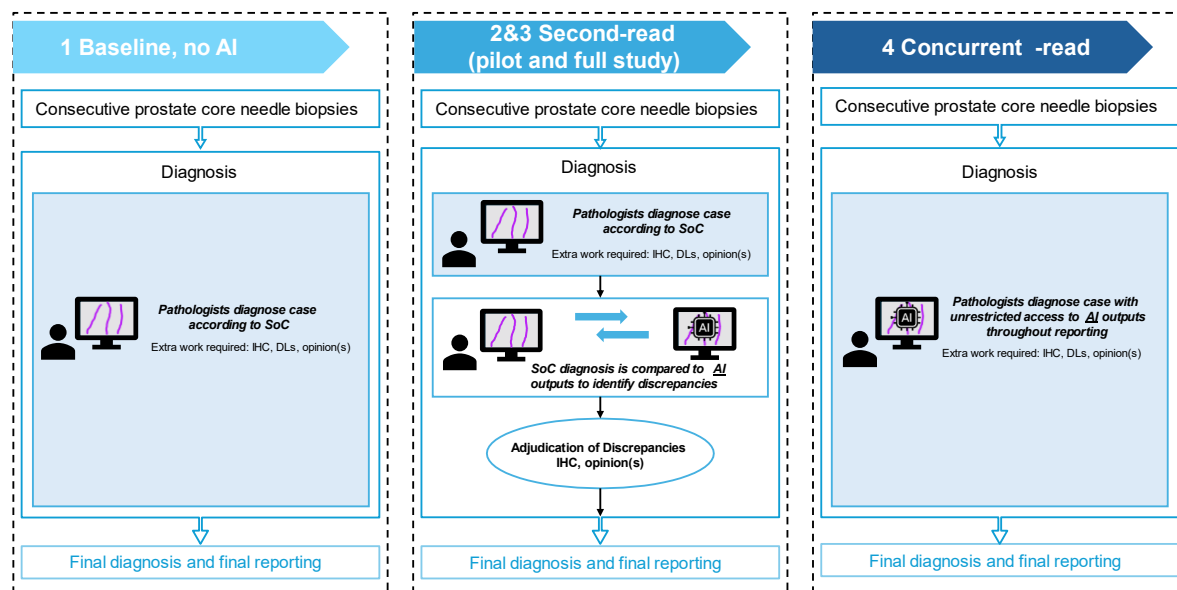 1 Baseline, no AI
Consecutive prostate core needle biopsies
Diagnosis
Pathologists diagnose case
according to SoC
Extra work required: IHC, DLs, opinion(s)
Final diagnosis and final reporting
2&3 Second-read
(pilot and full study)
Consecutive prostate core needle biopsies
Diagnosis
Pathologists diagnose case
according to SoC
Extra work required: IHC, DLs, opinion(s)
AI
SoC diagnosis is compared to AI
outputs to identify discrepancies
Adjudication of Discrepancies
IHC, opinion(s)
Final diagnosis and final reporting
4 Concurrent -read
Consecutive prostate core needle biopsies
Diagnosis
AI
Pathologists diagnose case with
unrestricted access to AI outputs
throughout reporting
Extra work required: IHC, DLs, opinion(s)
Final diagnosis and final reporting